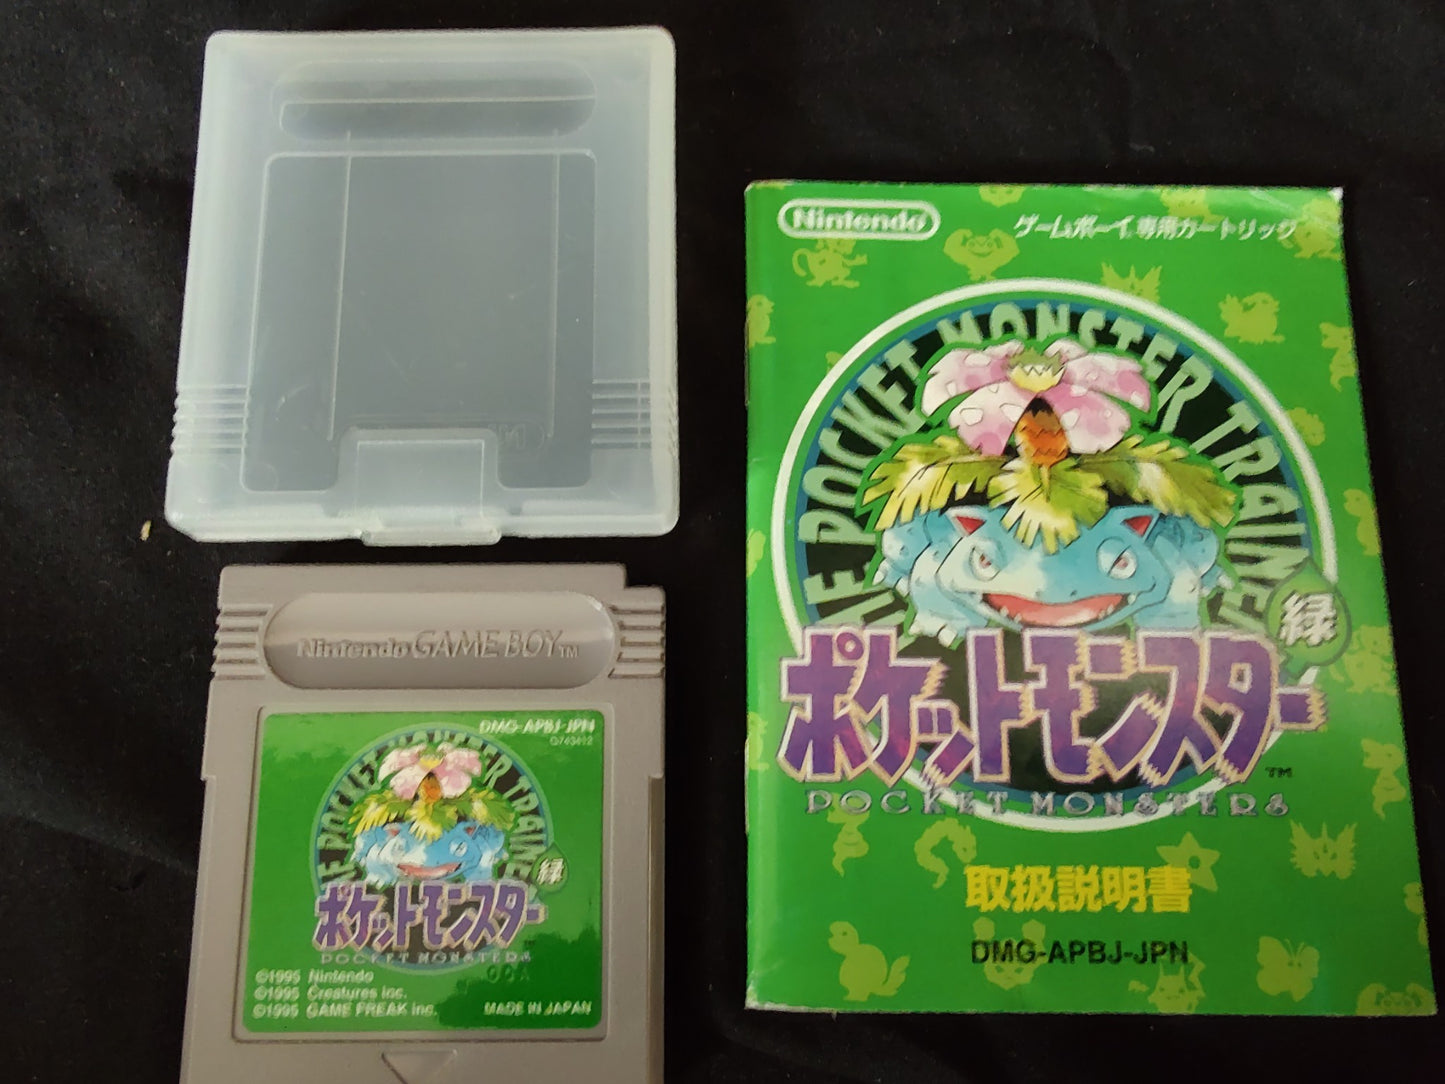 Nintendo GAME BOY TM
DMG-APBJ-JPN
POCKET MONSTER TRAINE
緑
ポケットモンスター
POCKET MONSTERS
©1995 Nintendo
©1995 Creatures inc.
©1995 GAME FREAK inc.
MADE IN JAPAN
Nintendo
ゲームボーイ専用カートリッジ
THE POCKET MONSTER TRAINER
緑
ポケットモンスター
TM
POCKET MONSTERS
取扱説明書
DMG-APBJ-JPN